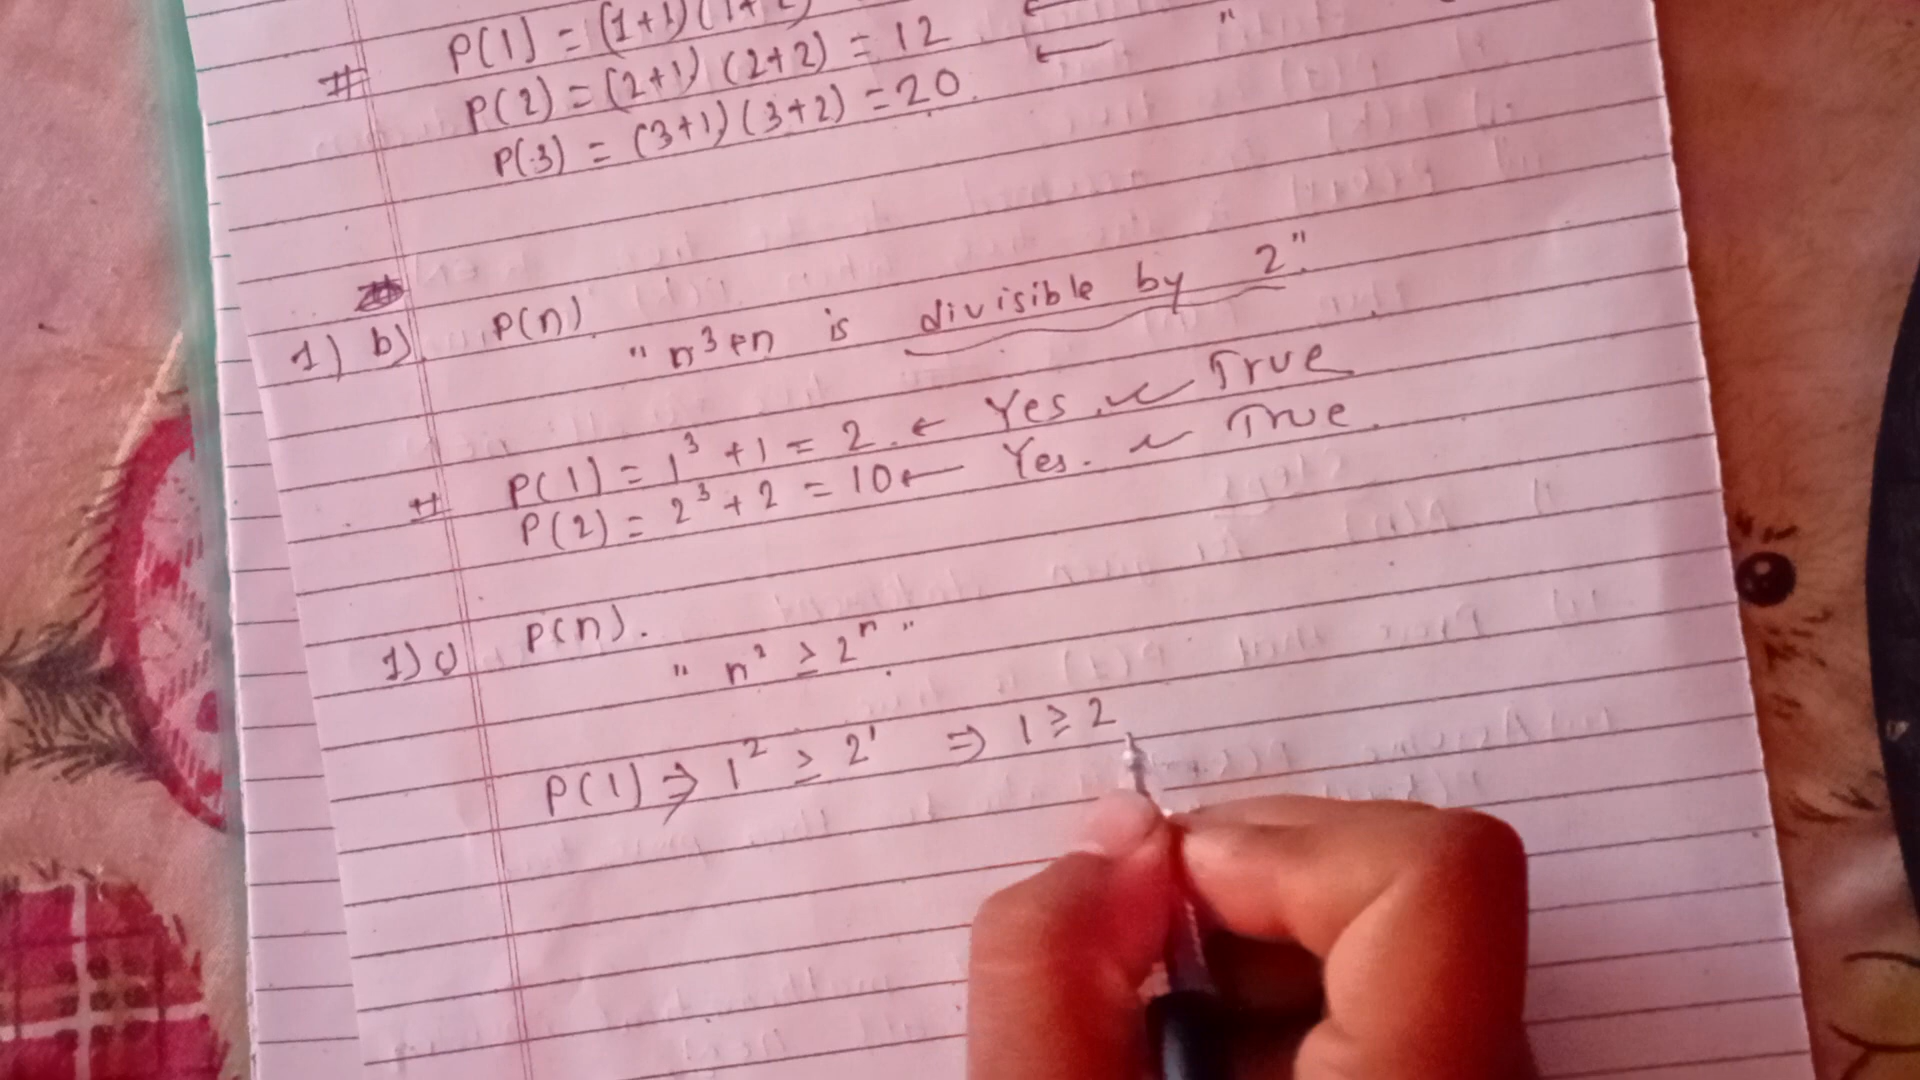 P(1) = (1+1)(1+2)
# P(2) = (2+1)(2+2) = 12 ← "
P(3) = (3+1)(3+2) = 20.
1) b) P(n)
" n³+n is divisible by 2".
P(1) = 1³ + 1 = 2. ← Yes. True
# P(2) = 2³ + 2 = 10 ← Yes. True.
1) c) P(n).
" n² ≥ 2ⁿ "
P(1) ⇒ 1² ≥ 2¹ ⇒ 1 ≥ 2